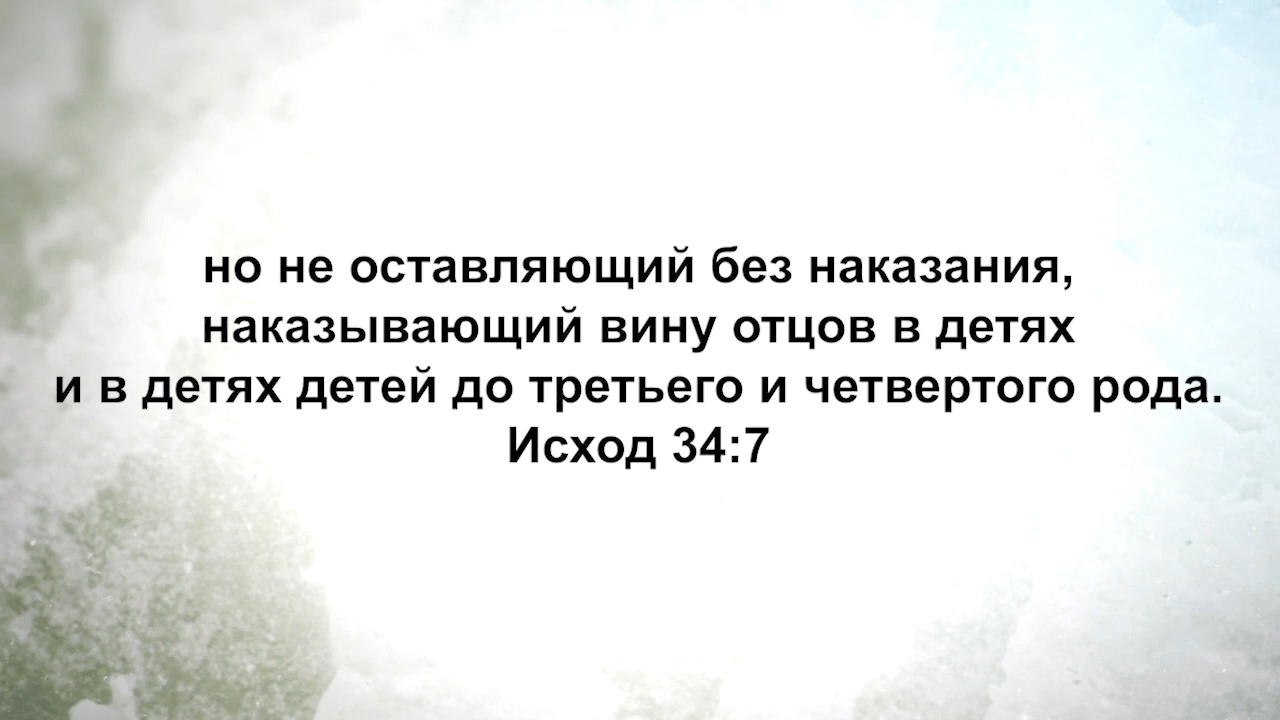 но не оставляющий без наказания,
наказывающий вину отцов в детях
и в детях детей до третьего и четвертого рода.
Исход 34:7